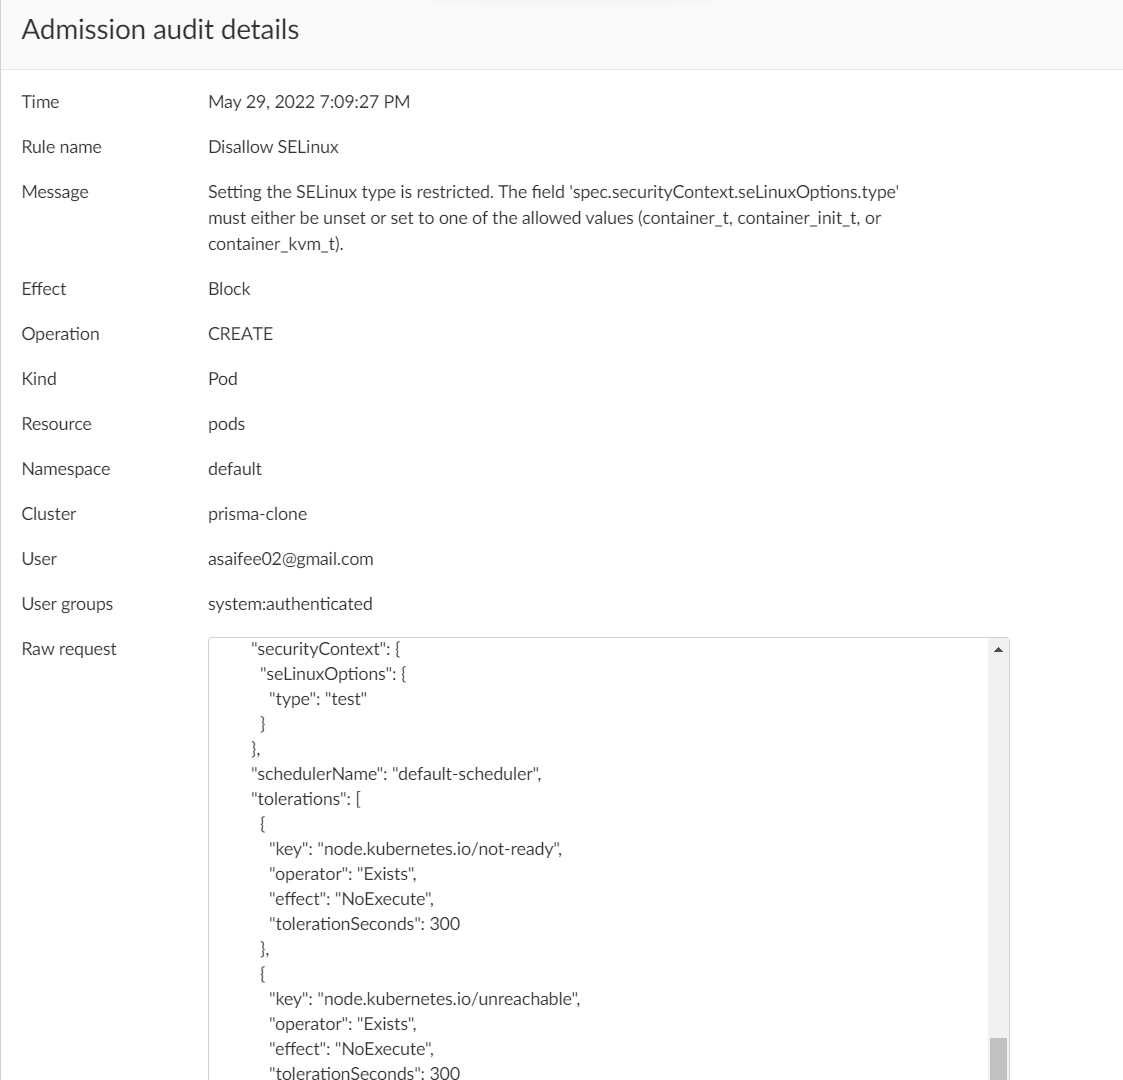 Admission audit details
Time May 29, 2022 7:09:27 PM
Rule name Disallow SELinux
Message Setting the SELinux type is restricted. The field 'spec.securityContext.seLinuxOptions.type'
must either be unset or set to one of the allowed values (container_t, container_init_t, or
container_kvm_t).
Effect Block
Operation CREATE
Kind Pod
Resource pods
Namespace default
Cluster prisma-clone
User asaifee02@gmail.com
User groups system:authenticated
Raw request "securityContext": {
"seLinuxOptions": {
"type": "test"
}
},
"schedulerName": "default-scheduler",
"tolerations": [
{
"key": "node.kubernetes.io/not-ready",
"operator": "Exists",
"effect": "NoExecute",
"tolerationSeconds": 300
},
{
"key": "node.kubernetes.io/unreachable",
"operator": "Exists",
"effect": "NoExecute",
"tolerationSeconds": 300